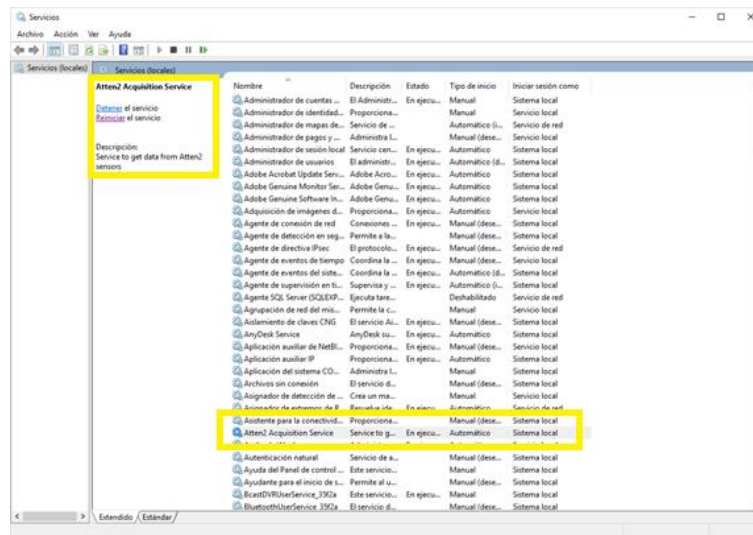 Servicios
Archivo Acción Ver Ayuda
Servicios (locales)
Servicios (locales)
Atten2 Acquisition Service
Detener el servicio
Reiniciar el servicio
Descripción:
Service to get data from Atten2
sensors
Nombre Descripción Estado Tipo de inicio Iniciar sesión como
Administrador de cuentas ... El Administr... En ejecu... Manual Sistema local
Administrador de identidad... Proporciona... Manual Servicio local
Administrador de mapas de... Servicio de ... Automático (i... Servicio de red
Administrador de pagos y ... Administra l... Manual (dese... Sistema local
Administrador de sesión local Servicio cen... En ejecu... Automático Sistema local
Administrador de usuarios El administr... En ejecu... Automático (d... Sistema local
Adobe Acrobat Update Serv... Adobe Acro... En ejecu... Automático Sistema local
Adobe Genuine Monitor Ser... Adobe Genu... En ejecu... Automático Sistema local
Adobe Genuine Software In... Adobe Genu... En ejecu... Automático Sistema local
Adquisición de imágenes d... Proporciona... En ejecu... Automático Servicio local
Agente de conexión de red Conexiones ... En ejecu... Manual (dese... Sistema local
Agente de detección en seg... Permite a la... Manual (dese... Sistema local
Agente de directiva IPsec El protocolo... En ejecu... Manual (dese... Servicio de red
Agente de eventos de tiempo Coordina la ... En ejecu... Manual (dese... Servicio local
Agente de eventos del siste... Coordina la ... En ejecu... Automático (d... Sistema local
Agente de supervisión en ti... Supervisa y ... En ejecu... Automático (i... Sistema local
Agente SQL Server (SQLEXP... Ejecuta tare... Deshabilitado Servicio de red
Agrupación de red del mis... Permite la c... Manual Servicio local
Aislamiento de claves CNG El servicio Ai... En ejecu... Manual (dese... Sistema local
AnyDesk Service AnyDesk su... En ejecu... Automático Sistema local
Aplicación auxiliar de NetBI... Proporciona... En ejecu... Manual (dese... Servicio local
Aplicación auxiliar IP Proporciona... En ejecu... Automático Sistema local
Aplicación del sistema CO... Administra l... Manual Sistema local
Archivos sin conexión El servicio d... Manual (dese... Sistema local
Asignador de detección de ... Crea un ma... Manual Servicio local
Asignador de extremos de R... Resuelve ide... En ejecu... Automático Servicio de red
Asistente para la conectivid... Proporciona... Manual (dese... Sistema local
Atten2 Acquisition Service Service to g... En ejecu... Automático Sistema local
Autenticación natural Servicio de a... Manual (dese... Sistema local
Ayuda del Panel de control ... Este servicio... Manual Sistema local
Ayudante para el inicio de s... Permite al u... Manual (dese... Sistema local
BcastDVRUserService_35f2a Este servicio... En ejecu... Manual Sistema local
BluetoothUserService_35f2a El servicio d... Manual (dese... Sistema local
Extendido Estándar